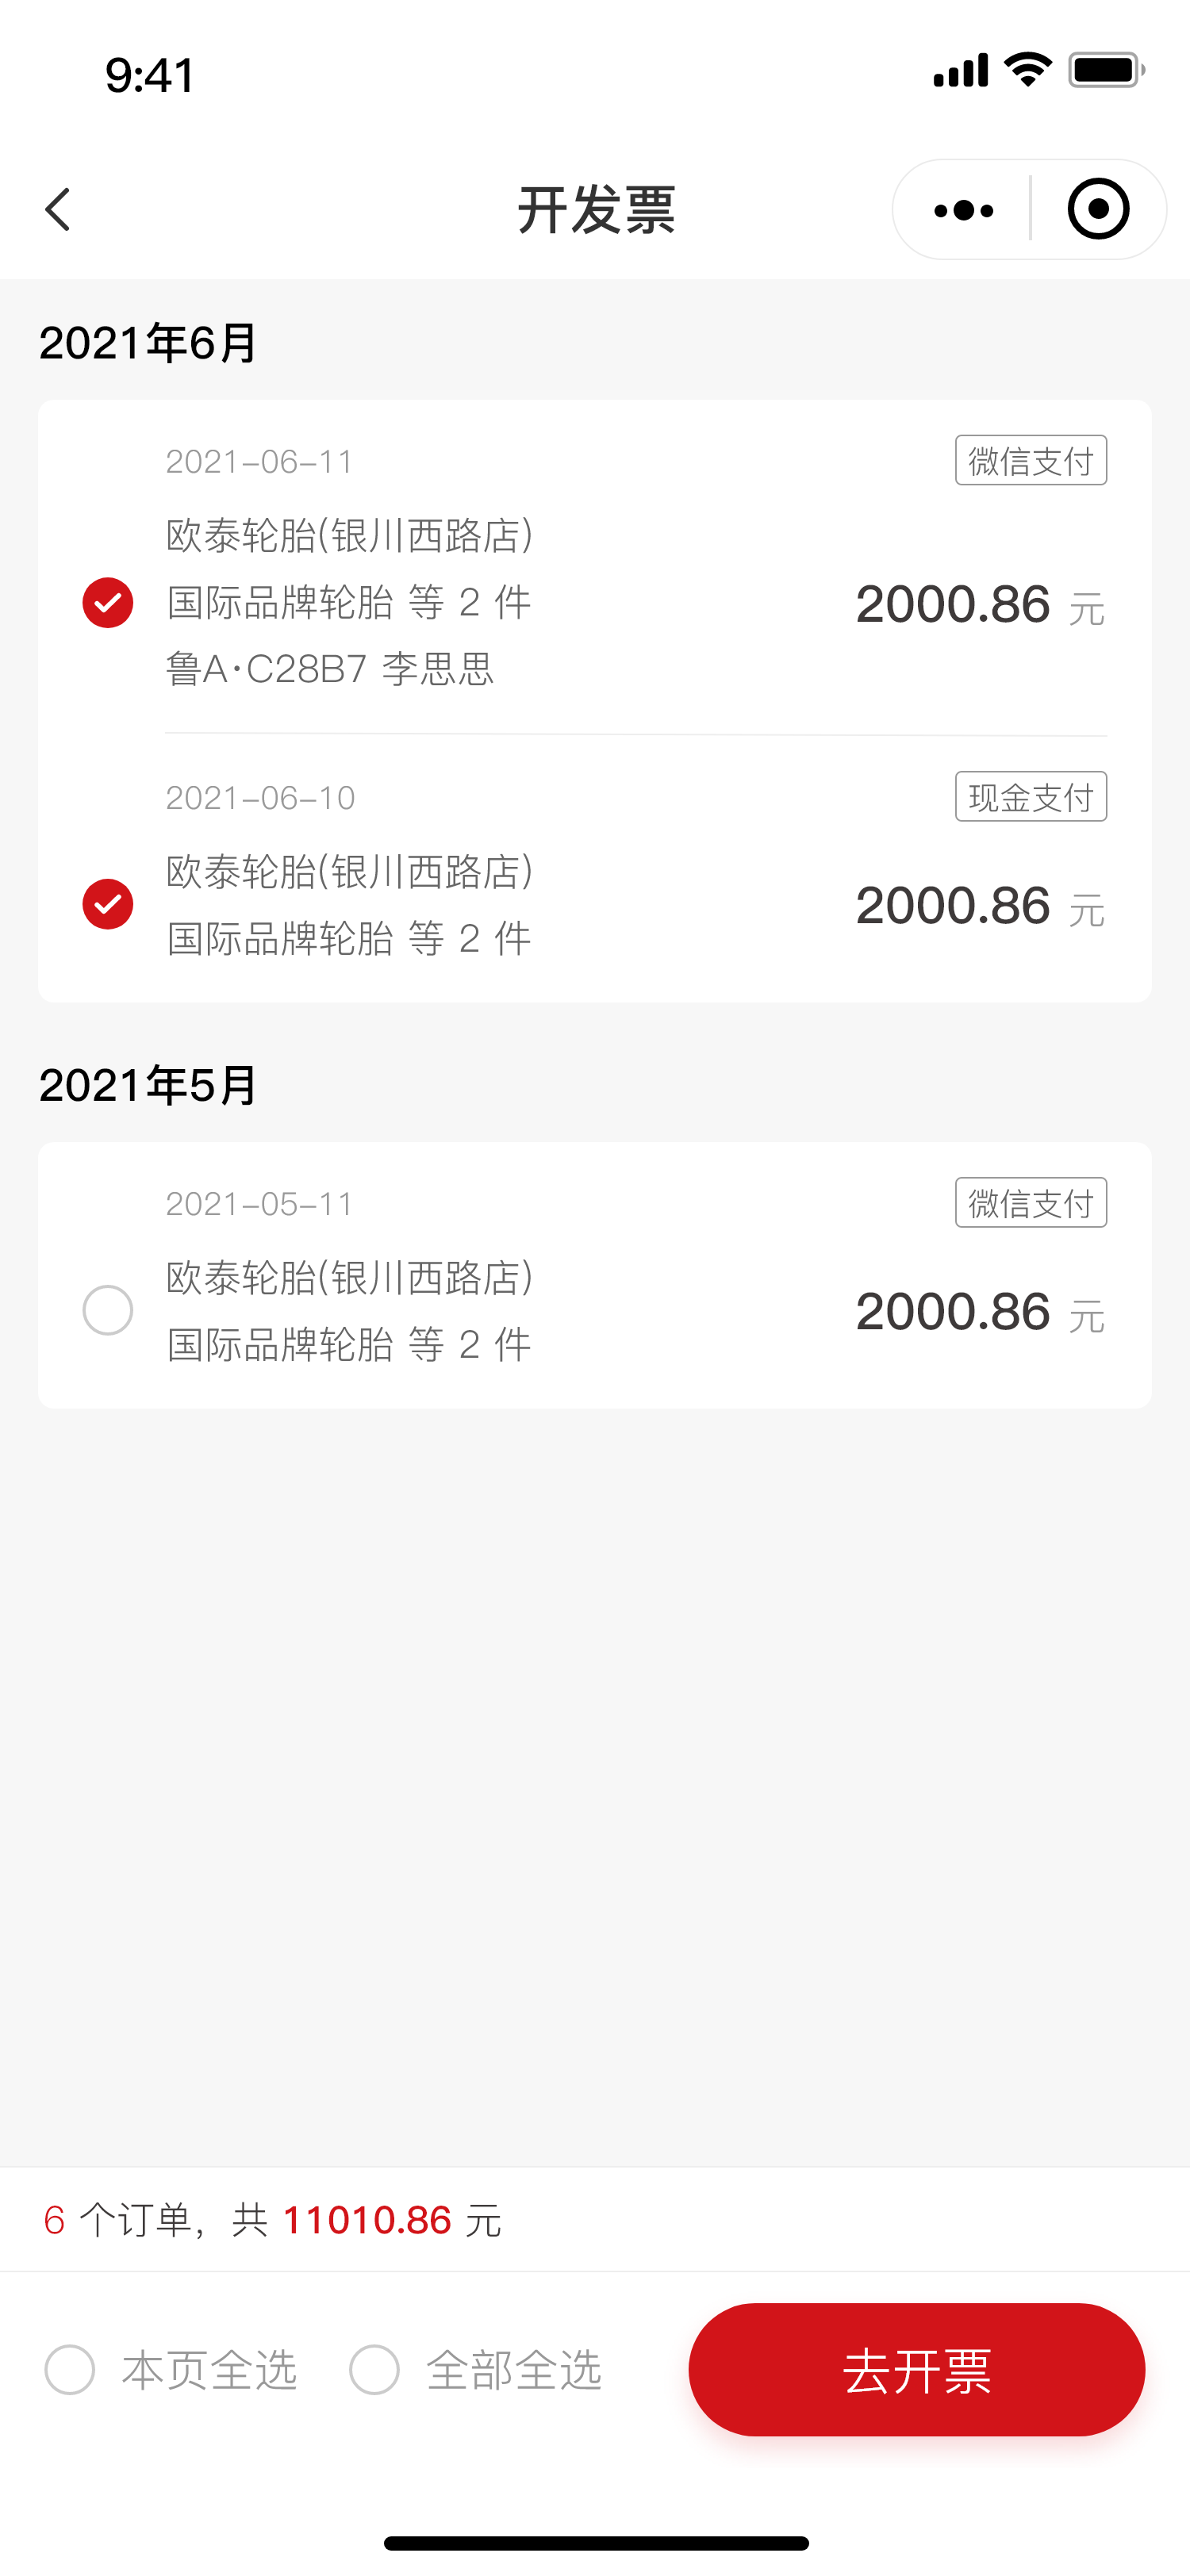 9:41
开发票
2021年6月
2021-06-11 微信支付
欧泰轮胎(银川西路店)
国际品牌轮胎 等 2 件 2000.86 元
鲁A·C28B7 李思思
2021-06-10 现金支付
欧泰轮胎(银川西路店)
2000.86 元
国际品牌轮胎 等 2 件
2021年5月
2021-05-11 微信支付
欧泰轮胎(银川西路店)
2000.86 元
国际品牌轮胎 等 2 件
6 个订单，共 11010.86 元
本页全选 全部全选 去开票